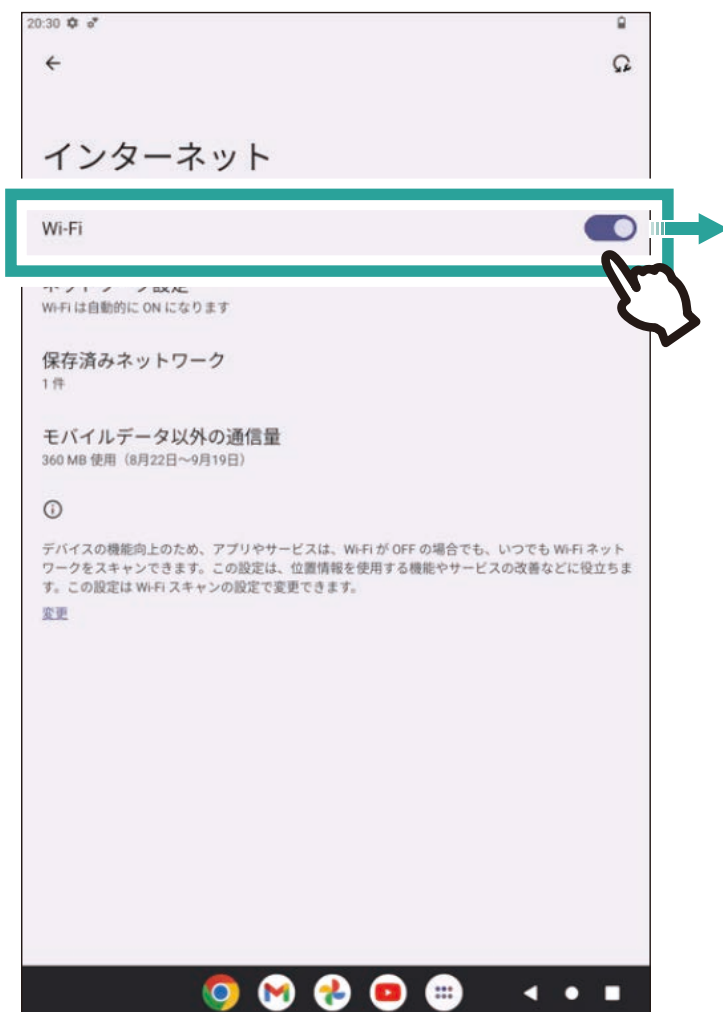 20:30
インターネット
Wi-Fi
ネットワーク設定
Wi-Fi は自動的に ON になります
保存済みネットワーク
1 件
モバイルデータ以外の通信量
360 MB 使用（8月22日～9月19日）
デバイスの機能向上のため、アプリやサービスは、Wi-Fi が OFF の場合でも、いつでも Wi-Fi ネット
ワークをスキャンできます。この設定は、位置情報を使用する機能やサービスの改善などに役立ちま
す。この設定は Wi-Fi スキャンの設定で変更できます。
変更